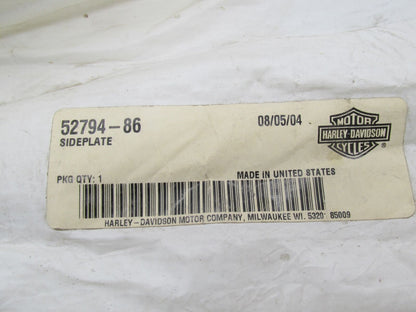 52794-86
SIDEPLATE
08/05/04
MOTOR
HARLEY-DAVIDSON
CYCLES
®
PKG QTY: 1
MADE IN UNITED STATES
HARLEY-DAVIDSON MOTOR COMPANY, MILWAUKEE WI. 5320 85009